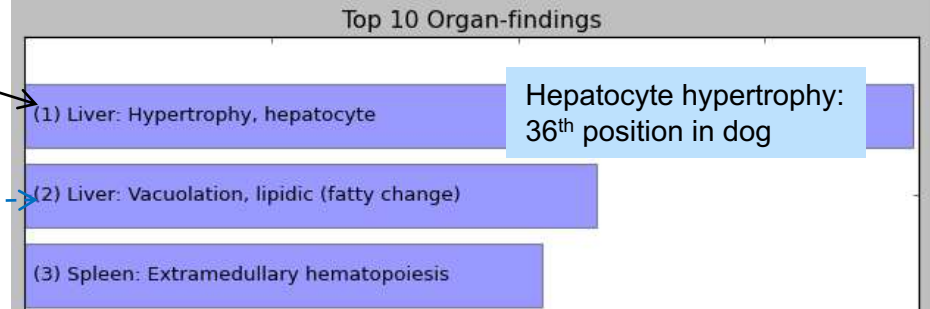 Top 10 Organ-findings
(1) Liver: Hypertrophy, hepatocyte
Hepatocyte hypertrophy:
36th position in dog
(2) Liver: Vacuolation, lipidic (fatty change)
(3) Spleen: Extramedullary hematopoiesis